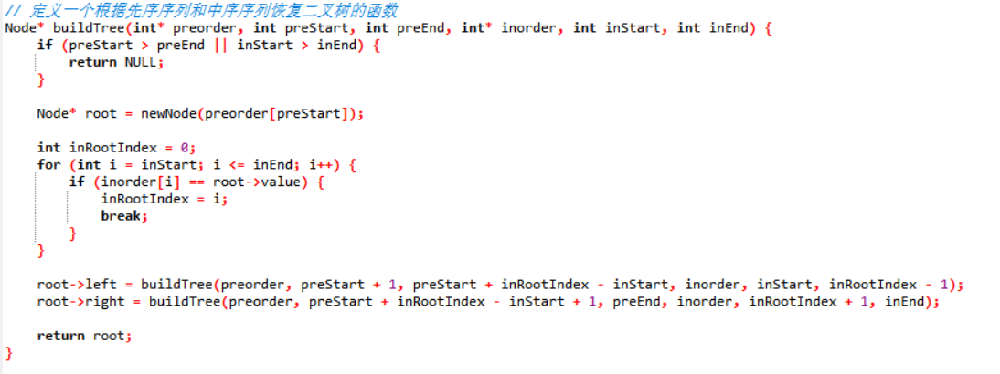 // 定义一个根据先序序列和中序序列恢复二叉树的函数
Node* buildTree(int* preorder, int preStart, int preEnd, int* inorder, int inStart, int inEnd) {
    if (preStart > preEnd || inStart > inEnd) {
        return NULL;
    }
    Node* root = newNode(preorder[preStart]);
    int inRootIndex = 0;
    for (int i = inStart; i <= inEnd; i++) {
        if (inorder[i] == root->value) {
            inRootIndex = i;
            break;
        }
    }
    root->left = buildTree(preorder, preStart + 1, preStart + inRootIndex - inStart, inorder, inStart, inRootIndex - 1);
    root->right = buildTree(preorder, preStart + inRootIndex - inStart + 1, preEnd, inorder, inRootIndex + 1, inEnd);
    return root;
}